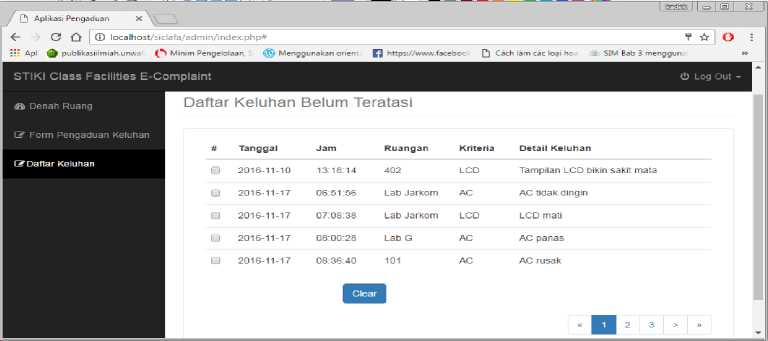 Aplikasi Pengaduan
localhost/siclafa/admin/index.php#
Apl publikasiilmiah.unwal Minim Pengelolaan, S Menggunakan orient https://www.facebook Cách làm các loại hoa SIM Bab 3 menggunal »
STIKI Class Facilities E-Complaint
Log Out
Denah Ruang
Form Pengaduan Keluhan
Daftar Keluhan
Daftar Keluhan Belum Teratasi
# Tanggal Jam Ruangan Kriteria Detail Keluhan
2016-11-10 13:16:14 402 LCD Tampilan LCD bikin sakit mata
2016-11-17 06:51:56 Lab Jarkom AC AC tidak dingin
2016-11-17 07:08:38 Lab Jarkom LCD LCD mati
2016-11-17 08:00:28 Lab G AC AC panas
2016-11-17 08:36:40 101 AC AC rusak
Clear
« 1 2 3 > »